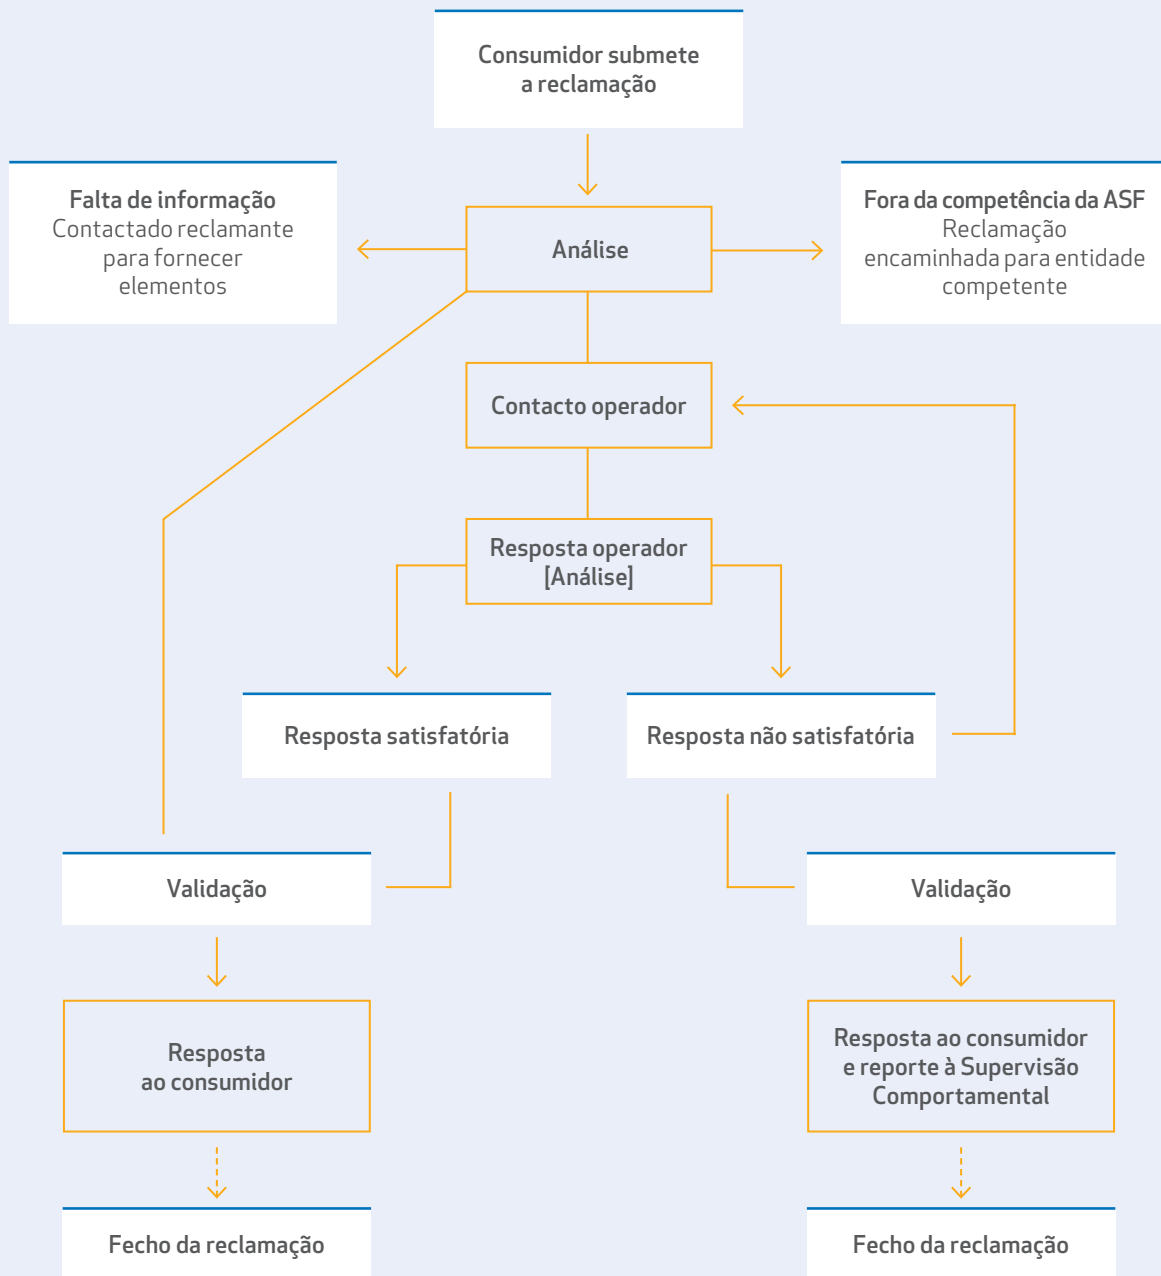 Consumidor submete
a reclamação
Falta de informação
Contactado reclamante
para fornecer
elementos
Análise
Fora da competência da ASF
Reclamação
encaminhada para entidade
competente
Contacto operador
Resposta operador
[Análise]
Resposta satisfatória
Resposta não satisfatória
Validação
Validação
Resposta
ao consumidor
Resposta ao consumidor
e reporte à Supervisão
Comportamental
Fecho da reclamação
Fecho da reclamação